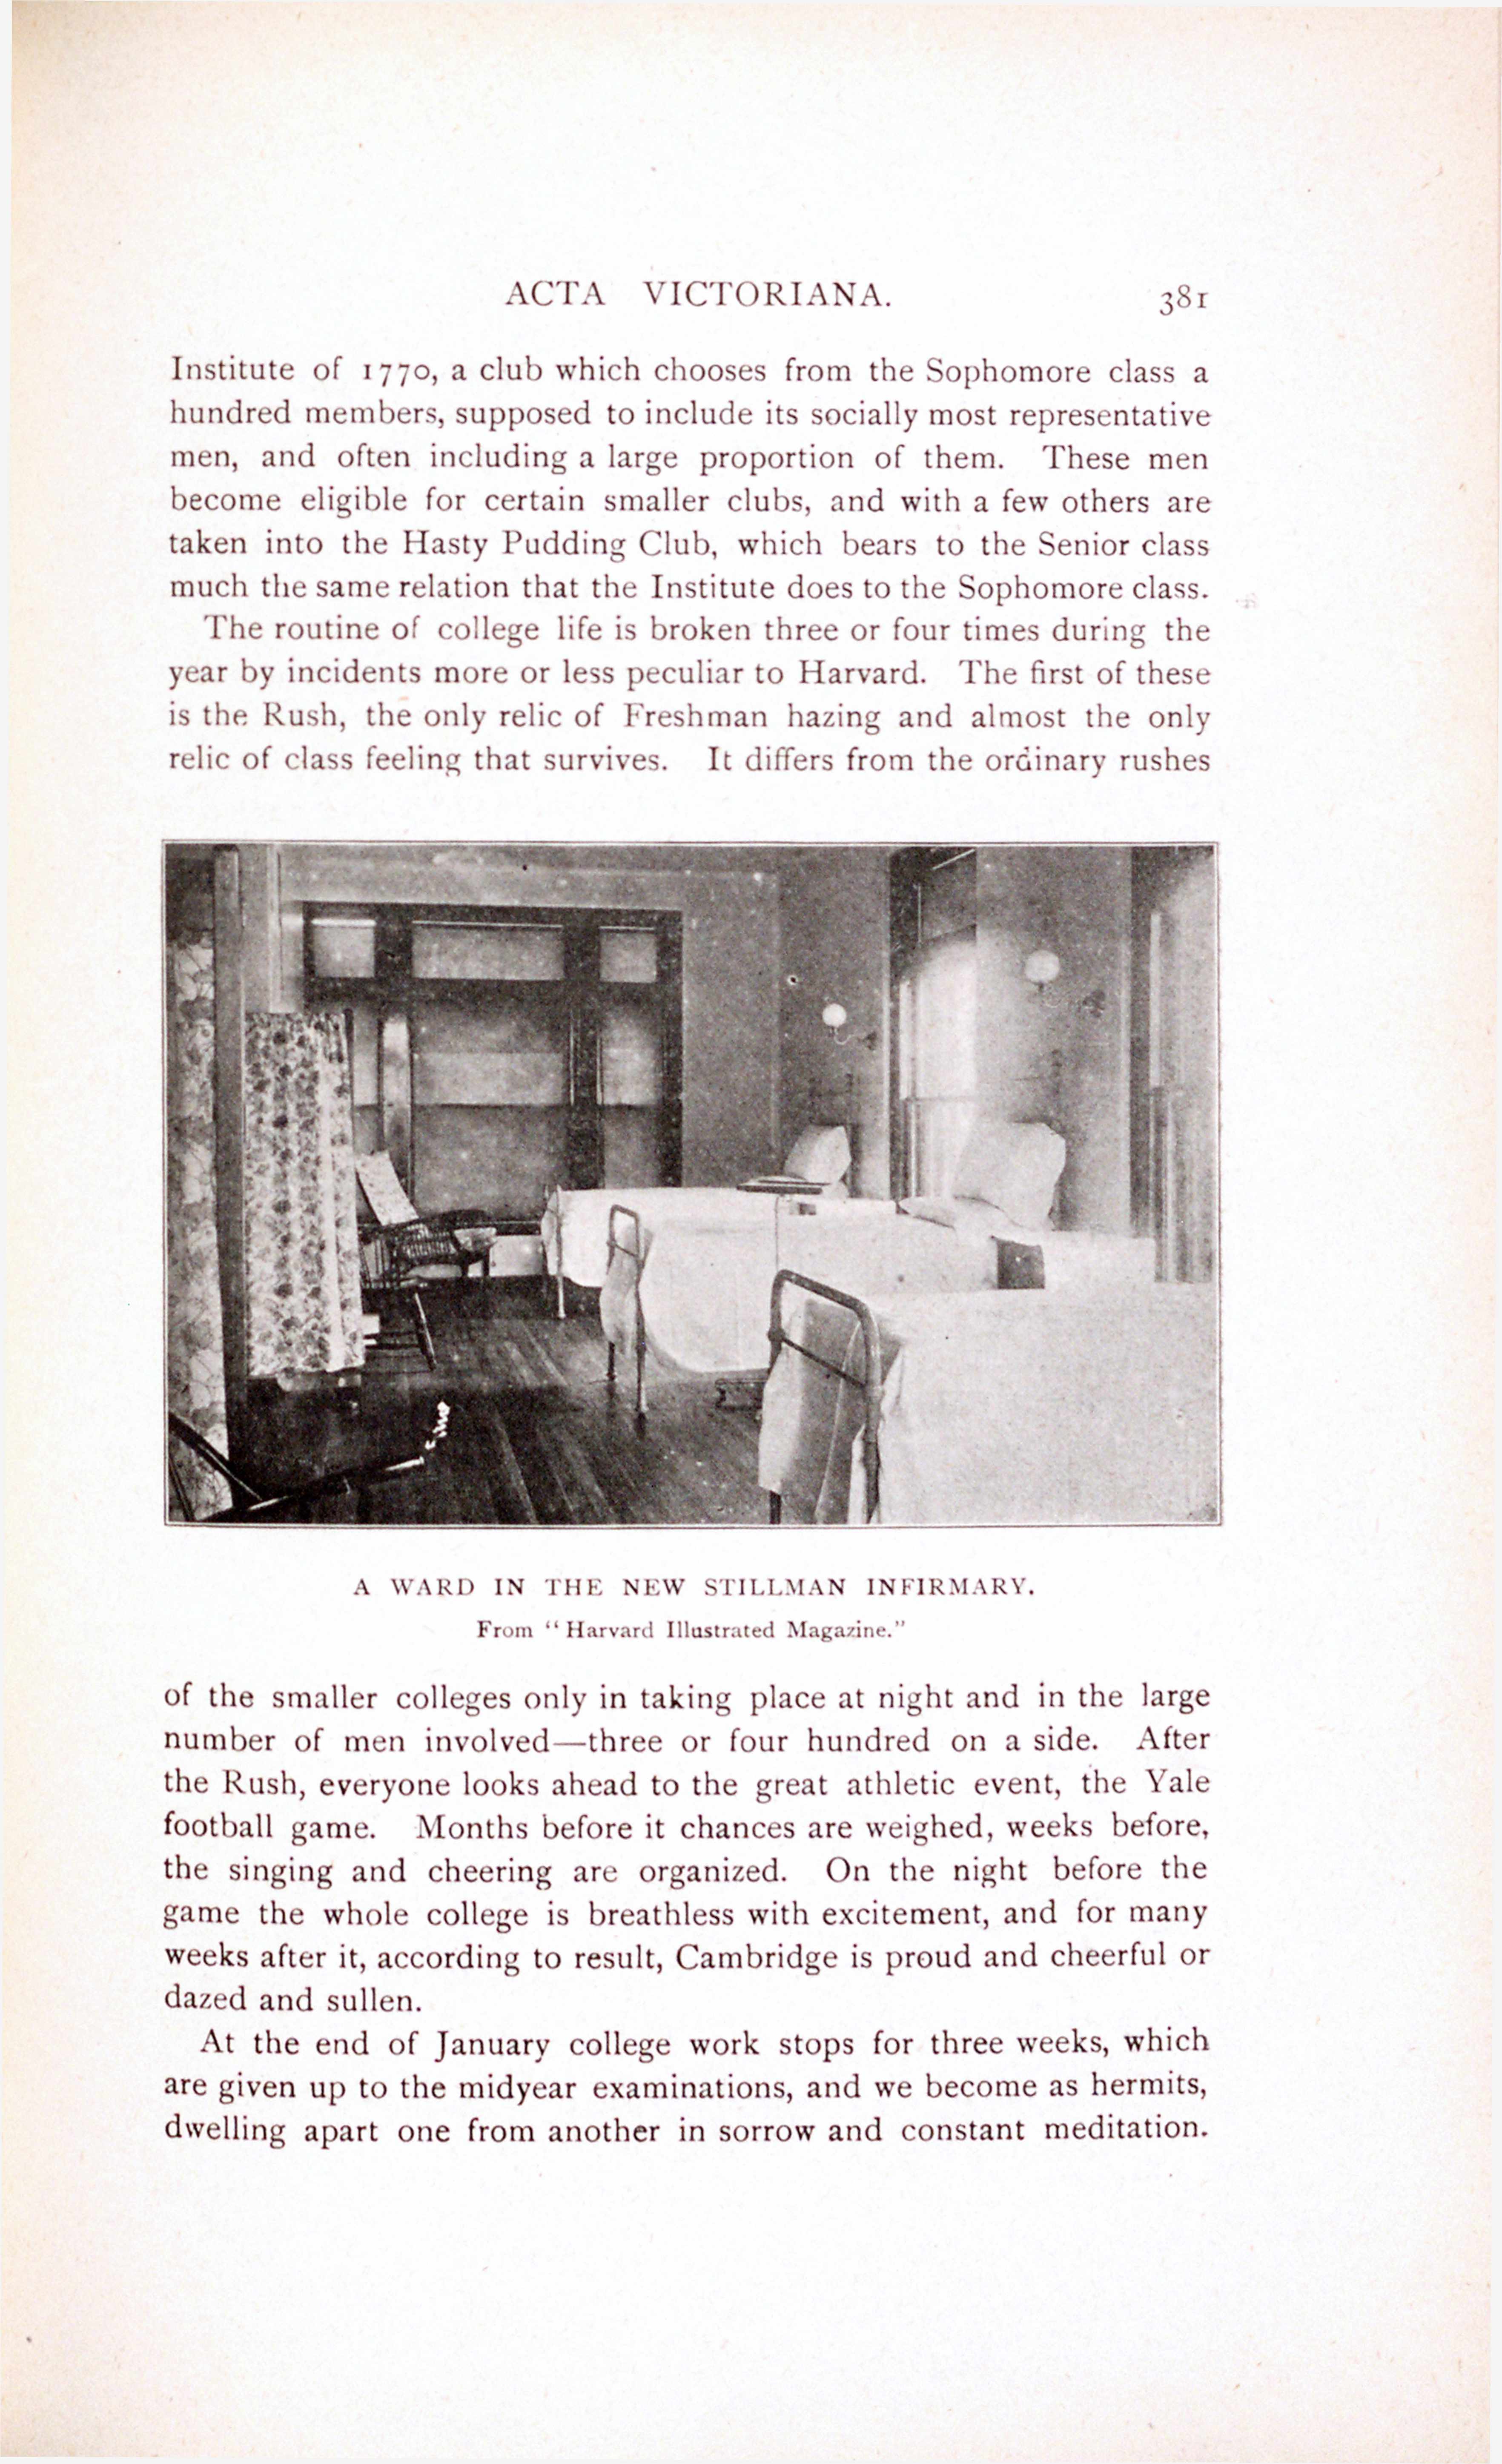 ACTA VICTORIANA. 381
Institute of 1770, a club which chooses from the Sophomore class a
hundred members, supposed to include its socially most representative
men, and often including a large proportion of them. These men
become eligible for certain smaller clubs, and with a few others are
taken into the Hasty Pudding Club, which bears to the Senior class
much the same relation that the Institute does to the Sophomore class.
The routine of college life is broken three or four times during the
year by incidents more or less peculiar to Harvard. The first of these
is the Rush, the only relic of Freshman hazing and almost the only
relic of class feeling that survives. It differs from the ordinary rushes
A WARD IN THE NEW STILLMAN INFIRMARY.
From "Harvard Illustrated Magazine."
of the smaller colleges only in taking place at night and in the large
number of men involved—three or four hundred on a side. After
the Rush, everyone looks ahead to the great athletic event, the Yale
football game. Months before it chances are weighed, weeks before,
the singing and cheering are organized. On the night before the
game the whole college is breathless with excitement, and for many
weeks after it, according to result, Cambridge is proud and cheerful or
dazed and sullen.
At the end of January college work stops for three weeks, which
are given up to the midyear examinations, and we become as hermits,
dwelling apart one from another in sorrow and constant meditation.